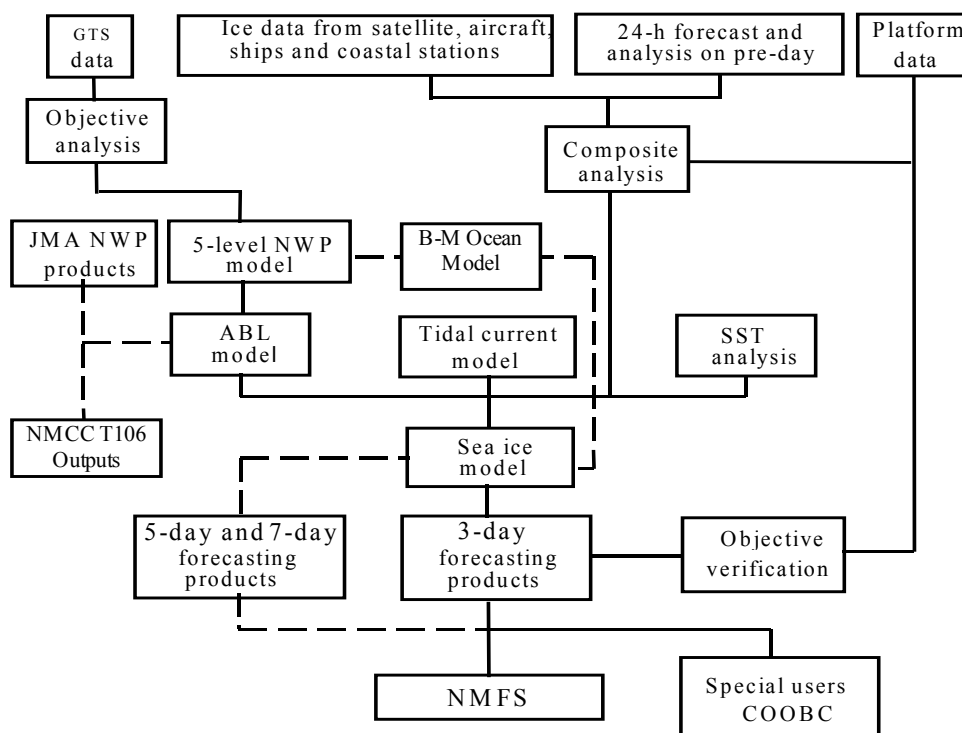 GTS
data
Ice data from satellite, aircraft,
ships and coastal stations
24-h forecast and
analysis on pre-day
Platform
data
Objective
analysis
Composite
analysis
JMA NWP
products
5-level NWP
model
B-M Ocean
Model
ABL
model
Tidal current
model
SST
analysis
NMCC T106
Outputs
Sea ice
model
5-day and 7-day
forecasting
products
3-day
forecasting
products
Objective
verification
NMFS
Special users
COOBC